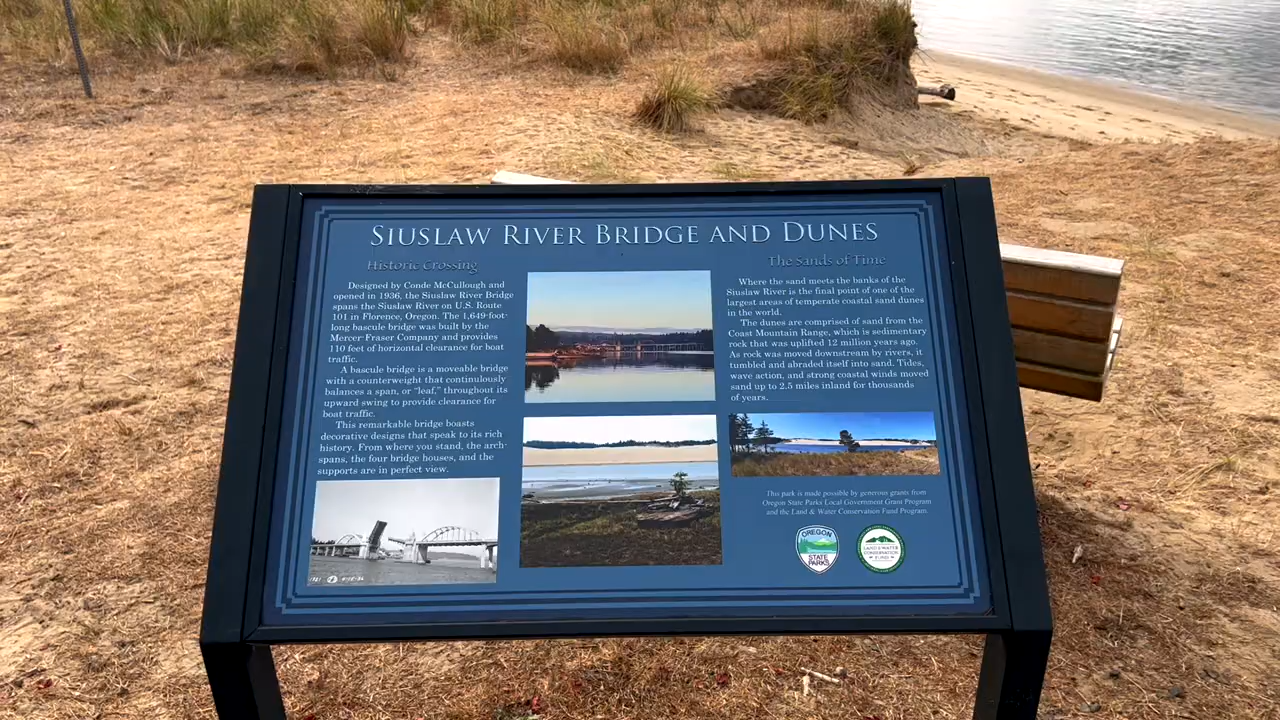 SIUSLAW RIVER BRIDGE AND DUNES
Historic Crossing
Designed by Conde McCullough and
opened in 1936, the Siuslaw River Bridge
spans the Siuslaw River on U.S. Route
101 in Florence, Oregon. The 1,649-foot-
long bascule bridge was built by the
Mercer-Fraser Company and provides
110 feet of horizontal clearance for boat
traffic.
A bascule bridge is a moveable bridge
with a counterweight that continuously
balances a span, or "leaf," throughout its
upward swing to provide clearance for
boat traffic.
This remarkable bridge boasts
decorative designs that speak to its rich
history. From where you stand, the arch-
spans, the four bridge houses, and the
supports are in perfect view.
The Sands of Time
Where the sand meets the banks of the
Siuslaw River is the final point of one of the
largest areas of temperate coastal sand dunes
in the world.
The dunes are comprised of sand from the
Coast Mountain Range, which is sedimentary
rock that was uplifted 12 million years ago.
As rock was moved downstream by rivers, it
tumbled and abraded itself into sand. Tides,
wave action, and strong coastal winds moved
sand up to 2.5 miles inland for thousands
of years.
This park is made possible by generous grants from
Oregon State Parks Local Government Grant Program
and the Land & Water Conservation Fund Program.
OREGON
STATE
PARKS
LAND & WATER
CONSERVATION
FUND